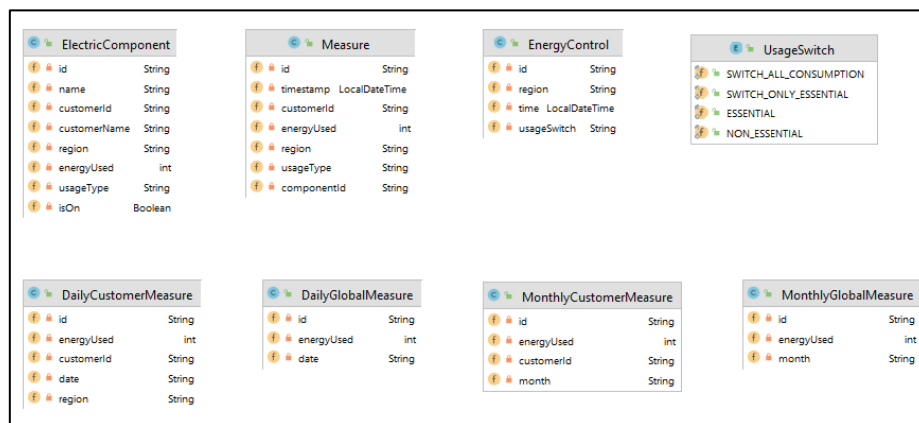 ElectricComponent
id String
name String
customerId String
customerName String
region String
energyUsed int
usageType String
isOn Boolean
Measure
id String
timestamp LocalDateTime
customerId String
energyUsed int
region String
usageType String
componentId String
EnergyControl
id String
region String
time LocalDateTime
usageSwitch String
UsageSwitch
SWITCH_ALL_CONSUMPTION
SWITCH_ONLY_ESSENTIAL
ESSENTIAL
NON_ESSENTIAL
DailyCustomerMeasure
id String
energyUsed int
customerId String
date String
region String
DailyGlobalMeasure
id String
energyUsed int
date String
MonthlyCustomerMeasure
id String
energyUsed int
customerId String
month String
MonthlyGlobalMeasure
id String
energyUsed int
month String